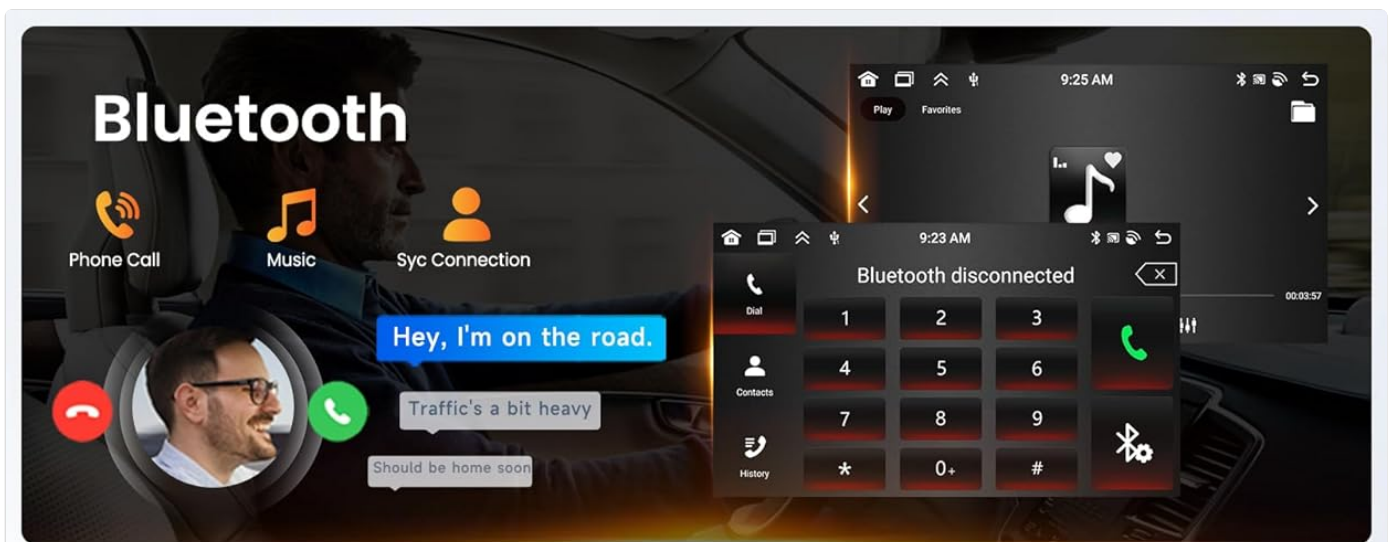 Bluetooth
Phone Call
Music
Syc Connection
Hey, I'm on the road.
Traffic's a bit heavy
Should be home soon
9:25 AM
Play
Favorites
00:03:57
9:23 AM
Bluetooth disconnected
Dial
Contacts
History
1 2 3
4 5 6
7 8 9
* 0+ #